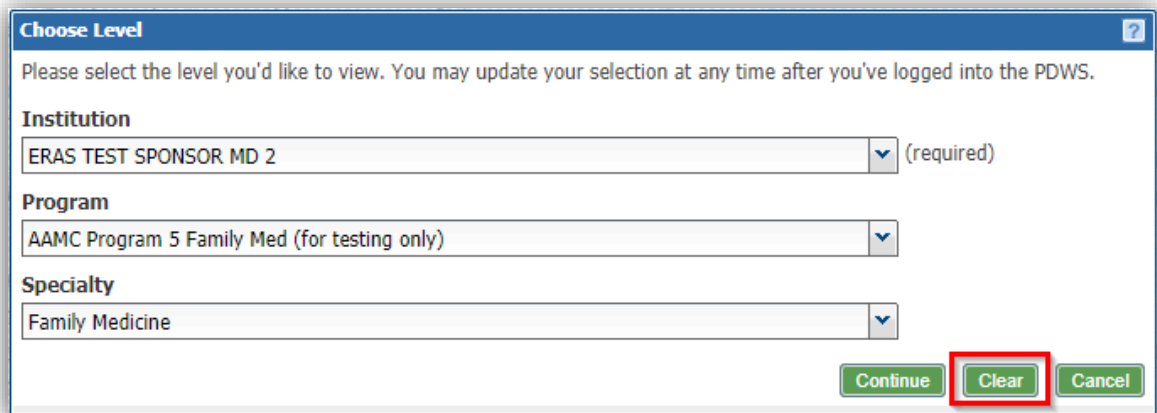 Choose Level
?
Please select the level you'd like to view. You may update your selection at any time after you've logged into the PDWS.
Institution
ERAS TEST SPONSOR MD 2 (required)
Program
AAMC Program 5 Family Med (for testing only)
Specialty
Family Medicine
Continue Clear Cancel